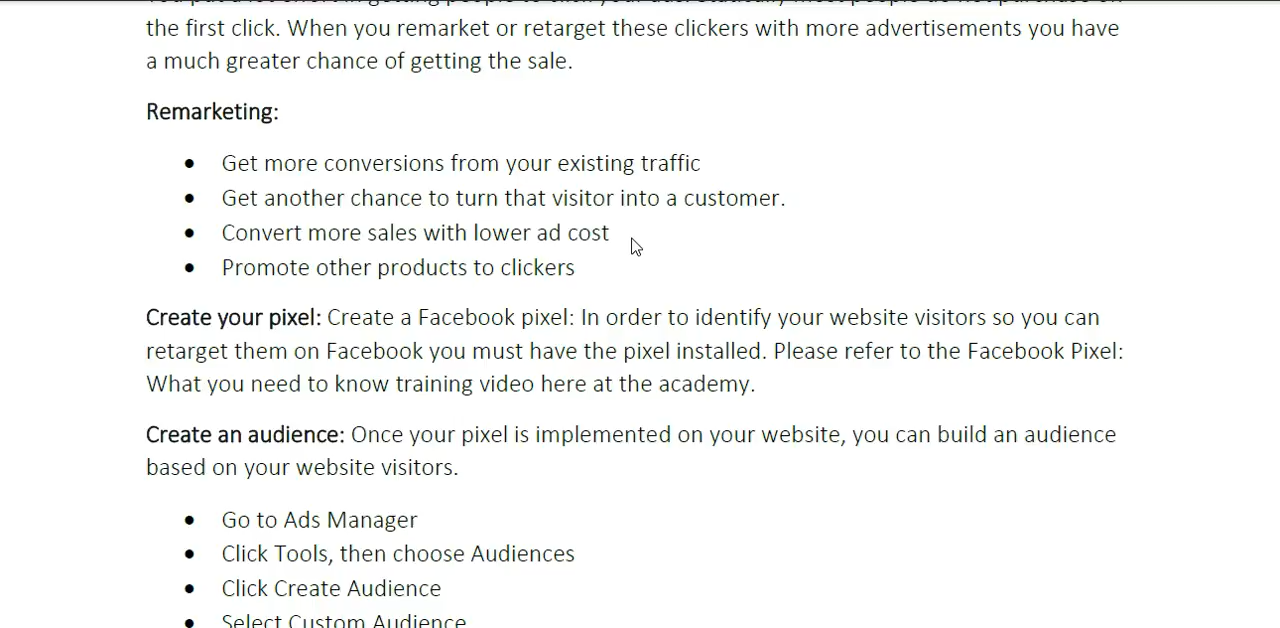 the first click. When you remarket or retarget these clickers with more advertisements you have
a much greater chance of getting the sale.
Remarketing:
• Get more conversions from your existing traffic
• Get another chance to turn that visitor into a customer.
• Convert more sales with lower ad cost
• Promote other products to clickers
Create your pixel: Create a Facebook pixel: In order to identify your website visitors so you can
retarget them on Facebook you must have the pixel installed. Please refer to the Facebook Pixel:
What you need to know training video here at the academy.
Create an audience: Once your pixel is implemented on your website, you can build an audience
based on your website visitors.
• Go to Ads Manager
• Click Tools, then choose Audiences
• Click Create Audience
• Select Custom Audience